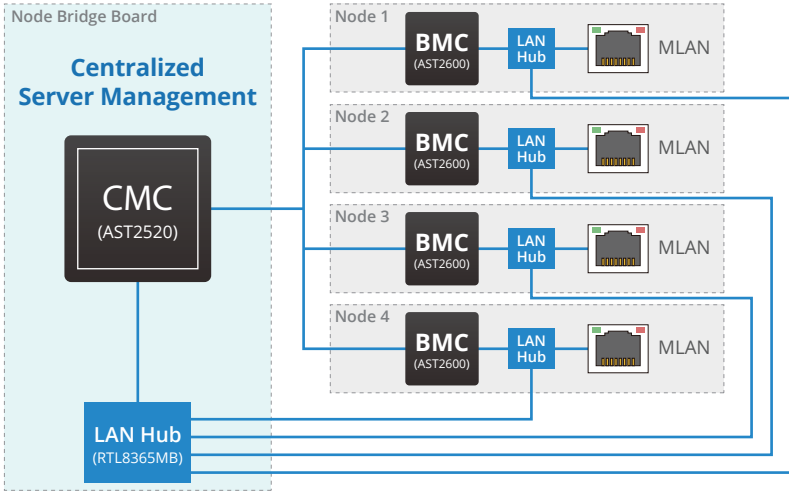 Node Bridge Board
Centralized
Server Management
CMC
(AST2520)
LAN Hub
(RTL8365MB)
Node 1
BMC
(AST2600)
LAN
Hub
MLAN
Node 2
BMC
(AST2600)
LAN
Hub
MLAN
Node 3
BMC
(AST2600)
LAN
Hub
MLAN
Node 4
BMC
(AST2600)
LAN
Hub
MLAN